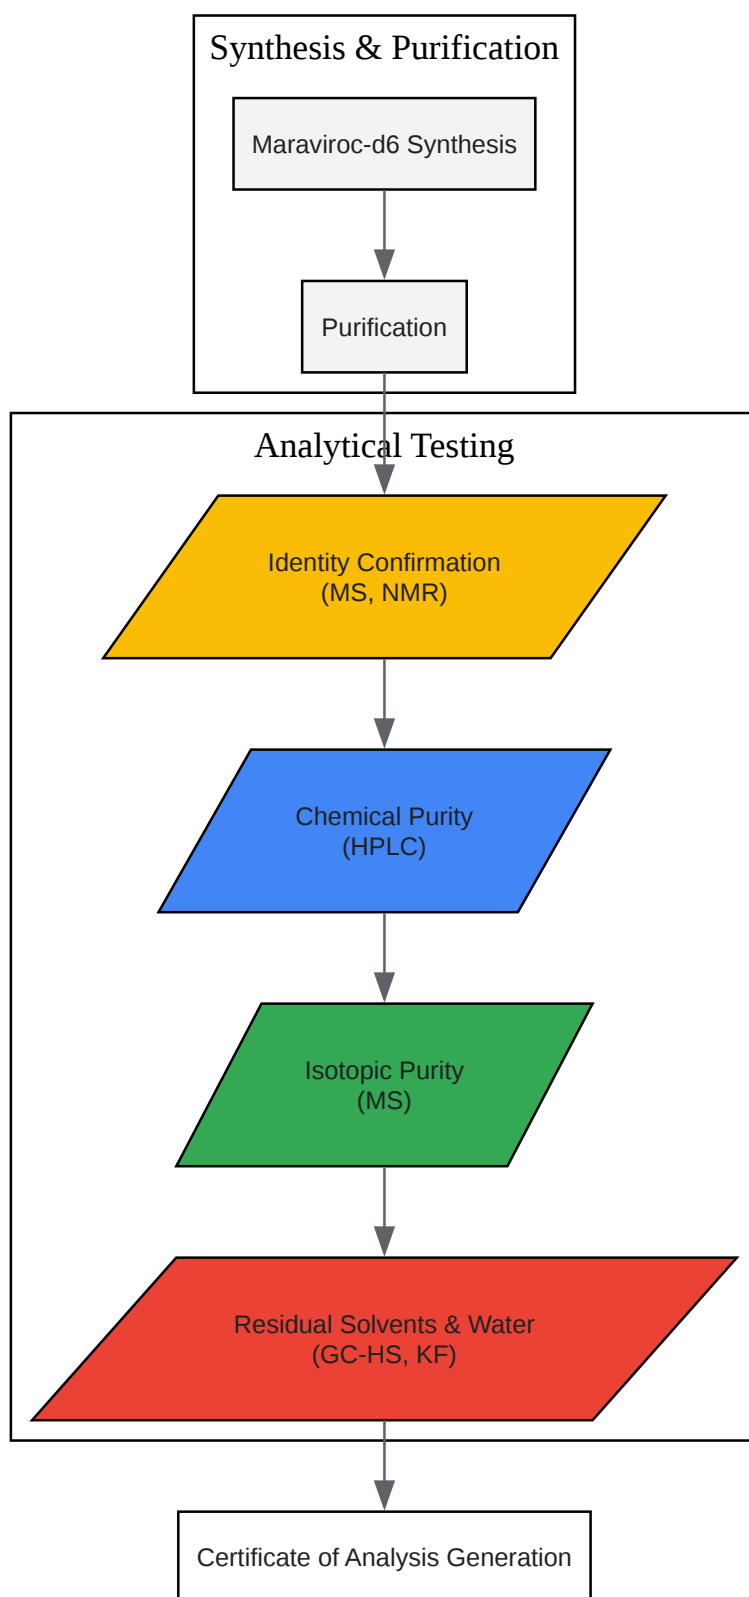 Synthesis & Purification
Maraviroc-d6 Synthesis
Purification
Analytical Testing
Identity Confirmation
(MS, NMR)
Chemical Purity
(HPLC)
Isotopic Purity
(MS)
Residual Solvents & Water
(GC-HS, KF)
Certificate of Analysis Generation